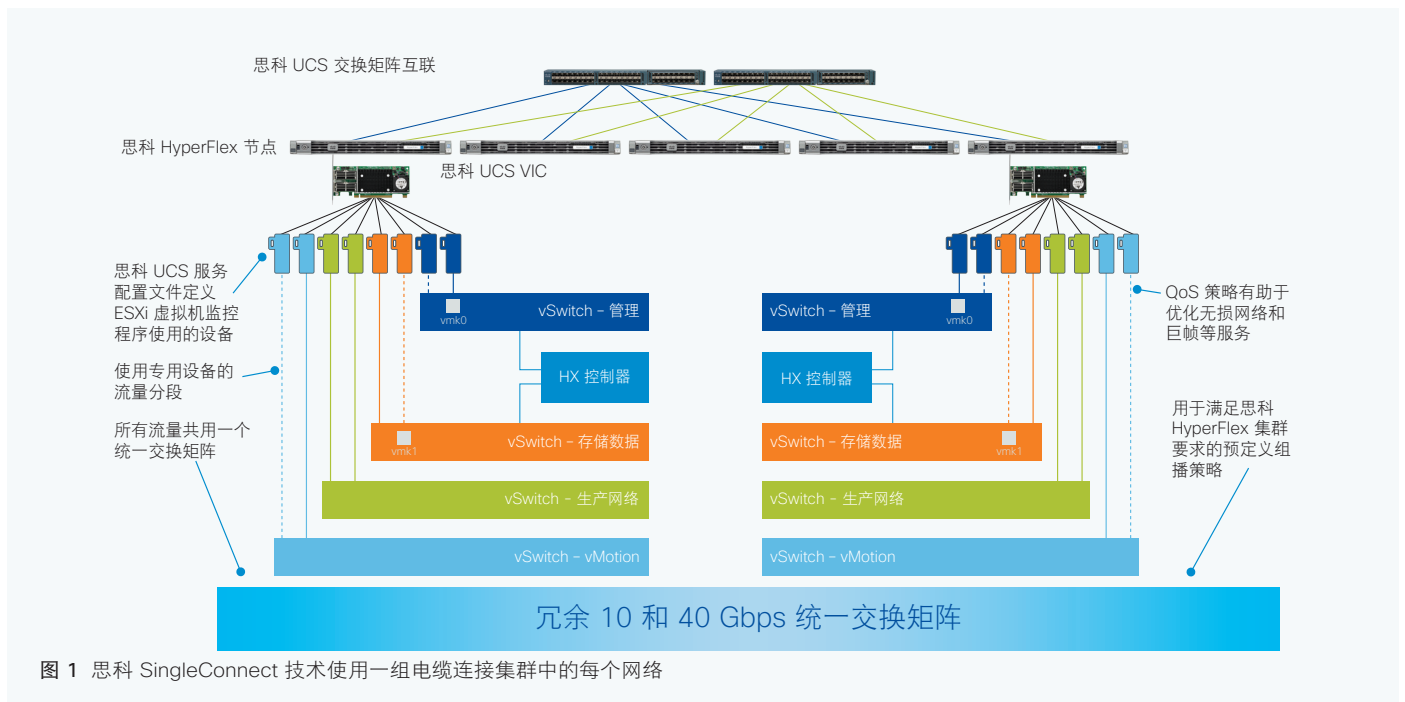 思科 UCS 交换矩阵互联
思科 HyperFlex 节点
思科 UCS VIC
思科 UCS 服务
配置文件定义
ESXi 虚拟机监控
程序使用的设备
使用专用设备的
流量分段
所有流量共用一个
统一交换矩阵
vSwitch – 管理
vmk0
HX 控制器
vSwitch – 存储数据
vmk1
vSwitch – 生产网络
vSwitch – vMotion
vSwitch – 管理
vmk0
HX 控制器
vSwitch – 存储数据
vmk1
vSwitch – 生产网络
vSwitch – vMotion
QoS 策略有助于
优化无损网络和
巨帧等服务
用于满足思科
HyperFlex 集群
要求的预定义组
播策略
冗余 10 和 40 Gbps 统一交换矩阵
图 1 思科 SingleConnect 技术使用一组电缆连接集群中的每个网络